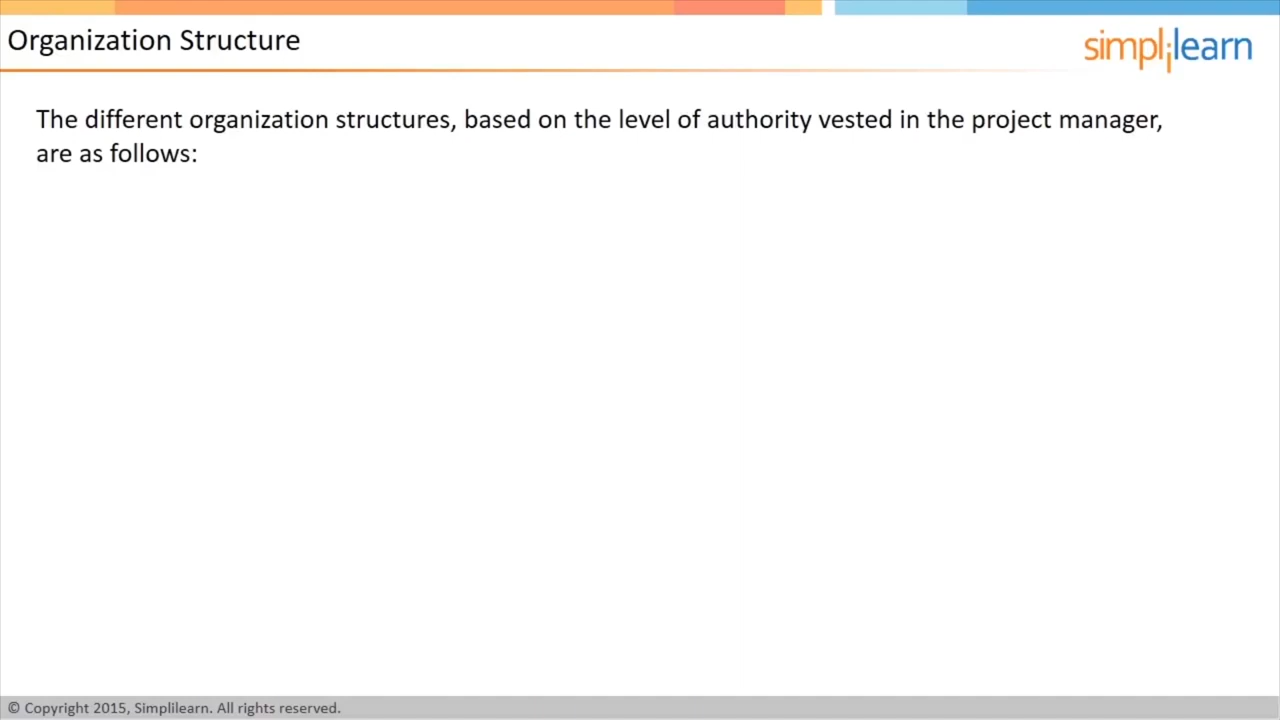 Organization Structure
simplilearn
The different organization structures, based on the level of authority vested in the project manager,
are as follows:
© Copyright 2015, Simplilearn. All rights reserved.